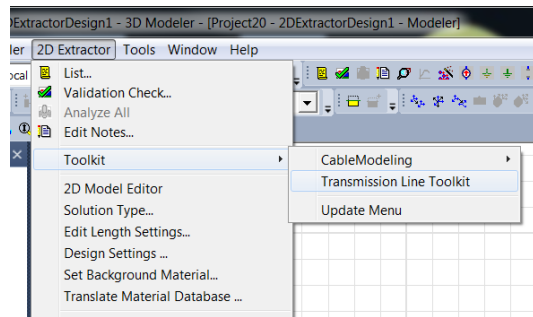 DExtractorDesign1 - 3D Modeler - [Project20 - 2DExtractorDesign1 - Modeler]
ler 2D Extractor Tools Window Help
ocal
List...
Validation Check...
Analyze All
Edit Notes...
Toolkit
CableModeling
Transmission Line Toolkit
Update Menu
2D Model Editor
Solution Type...
Edit Length Settings...
Design Settings ...
Set Background Material...
Translate Material Database ...